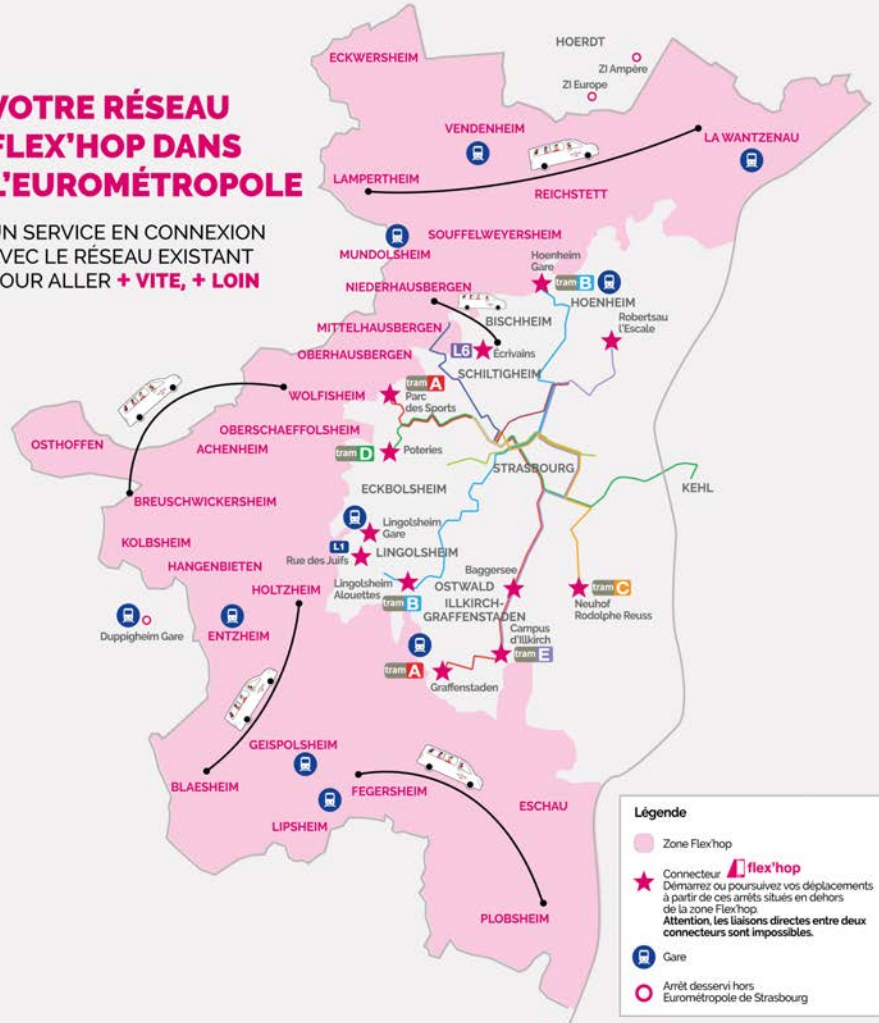 VOTRE RÉSEAU
FLEX'HOP DANS
L'EUROMÉTROPOLE
UN SERVICE EN CONNEXION
AVEC LE RÉSEAU EXISTANT
POUR ALLER + VITE, + LOIN
HOERDT
ZI Ampère
ZI Europe
ECKWERSHEIM
VENDENHEIM
LA WANTZENAU
LAMPERTHEIM
REICHSTETT
SOUFFELWEYERSHEIM
MUNDOLSHEIM
Hoenheim
Gare
tram B
HOENHEIM
NIEDERHAUSBERGEN
BISCHHEIM
Robertsau
l'Escale
MITTELHAUSBERGEN
L6
Écrivains
OBERHAUSBERGEN
SCHILTIGHEIM
tram A
Parc
des Sports
WOLFISHEIM
OBERSCHAEFFOLSHEIM
OSTHOFFEN
ACHENHEIM
tram D
Poteries
STRASBOURG
KEHL
ECKBOLSHEIM
BREUSCHWICKERSHEIM
Lingolsheim
Gare
KOLBSHEIM
L1
Rue des Juifs
LINGOLSHEIM
HANGENBIETEN
Baggersee
HOLTZHEIM
Lingolsheim
Alouettes
tram B
OSTWALD
ILLKIRCH-
GRAFFENSTADEN
tram C
Neuhof
Rodolphe Reuss
Duppigheim Gare
ENTZHEIM
Campus
d'Illkirch
tram E
tram A
Graffenstaden
GEISPOLSHEIM
BLAESHEIM
FEGERSHEIM
ESCHAU
LIPSHEIM
PLOBSHEIM
Légende
Zone Flex'hop
Connecteur flex'hop
Démarrez ou poursuivez vos déplacements
à partir de ces arrêts situés en dehors
de la zone Flex'hop.
Attention, les liaisons directes entre deux
connecteurs sont impossibles.
Gare
Arrêt desservi hors
Eurométropole de Strasbourg